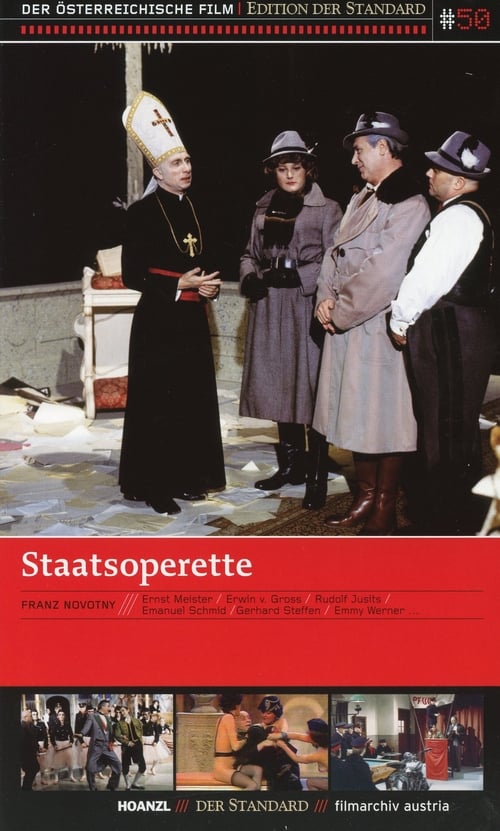 DER ÖSTERREICHISCHE FILM | EDITION DER STANDARD #50
Staatsoperette
FRANZ NOVOTNY /// Ernst Meister / Erwin v. Gross / Rudolf Jusits /
Emanuel Schmid /Gerhard Steffen / Emmy Werner ...
HOANZL /// DER STANDARD /// filmarchiv austria